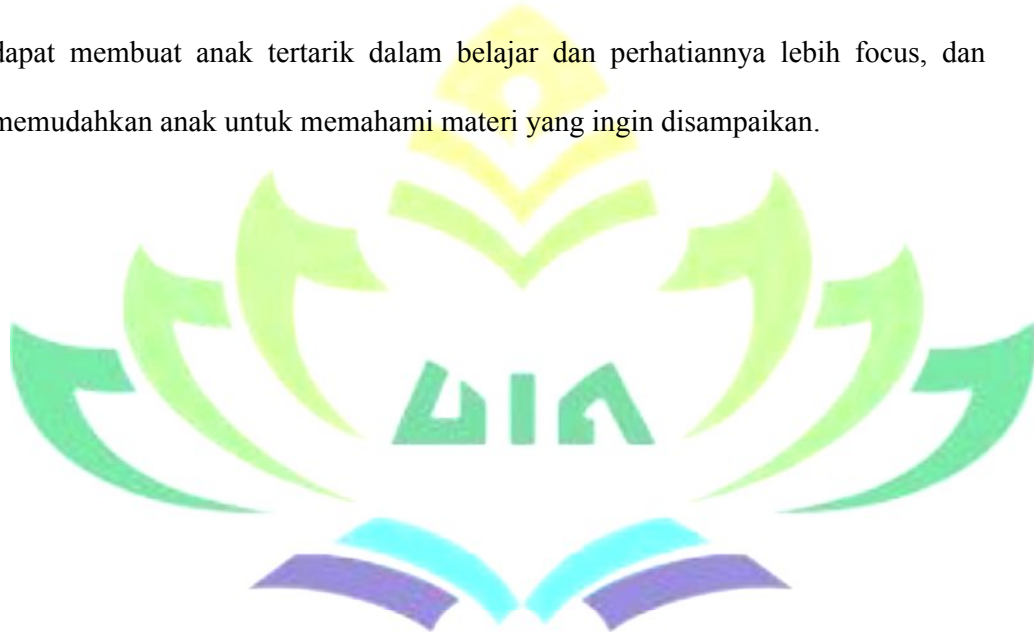 dapat membuat anak tertarik dalam belajar dan perhatiannya lebih focus, dan
memudahkan anak untuk memahami materi yang ingin disampaikan.
UIN